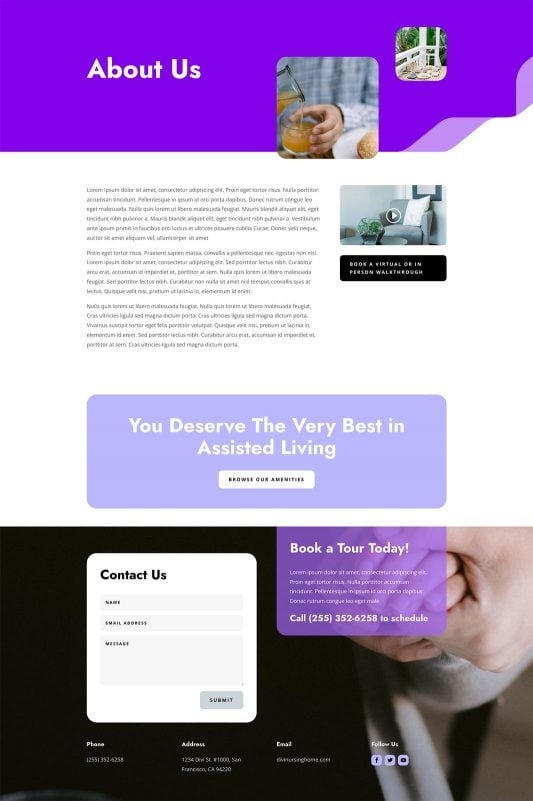 About Us
Lorem ipsum dolor sit amet, consectetur adipiscing elit. Proin eget tortor risus. Nulla porttitor
accumsan tincidunt. Pellentesque in ipsum id orci porta dapibus. Donec rutrum congue leo
eget malesuada. Nulla quis lorem ut libero malesuada feugiat. Mauris blandit aliquet elit, eget
tincidunt nibh pulvinar a. Mauris blandit aliquet elit, eget tincidunt nibh pulvinar a. Vestibulum
ante ipsum primis in faucibus orci luctus et ultrices posuere cubilia Curae; Donec velit neque,
auctor sit amet aliquam vel, ullamcorper sit amet
Proin eget tortor risus. Praesent sapien massa, convallis a pellentesque nec, egestas non nisi.
Lorem ipsum dolor sit amet, consectetur adipiscing elit. Sed porttitor lectus nibh. Curabitur
arcu erat, accumsan id imperdiet et, porttitor at sem. Nulla quis lorem ut libero malesuada
feugiat. Sed porttitor lectus nibh. Curabitur non nulla sit amet nisl tempus convallis quis ac
lectus. Quisque velit nisi, pretium ut lacinia in, elementum id enim.
Nulla quis lorem ut libero malesuada feugiat. Nulla quis lorem ut libero malesuada feugiat.
Cras ultricies ligula sed magna dictum porta. Cras ultricies ligula sed magna dictum porta.
Vivamus suscipit tortor eget felis porttitor volutpat. Quisque velit nisi, pretium ut lacinia in,
elementum id enim. Sed porttitor lectus nibh. Curabitur arcu erat, accumsan id imperdiet et,
porttitor at sem. Cras ultricies ligula sed magna dictum porta.
BOOK A VIRTUAL OR IN
PERSON WALKTHROUGH
You Deserve The Very Best in
Assisted Living
BROWSE OUR AMENITIES
Book a Tour Today!
Lorem ipsum dolor sit amet, consectetur adipiscing elit.
Proin eget tortor risus. Nulla porttitor accumsan
tincidunt. Pellentesque in ipsum id orci porta dapibus.
Donec rutrum congue leo eget male
Call (255) 352-6258 to schedule
Contact Us
NAME
EMAIL ADDRESS
MESSAGE
SUBMIT
Phone
(255) 352-6258
Address
1234 Divi St. #1000, San
Francisco, CA 94220
Email
divinursinghome.com
Follow Us